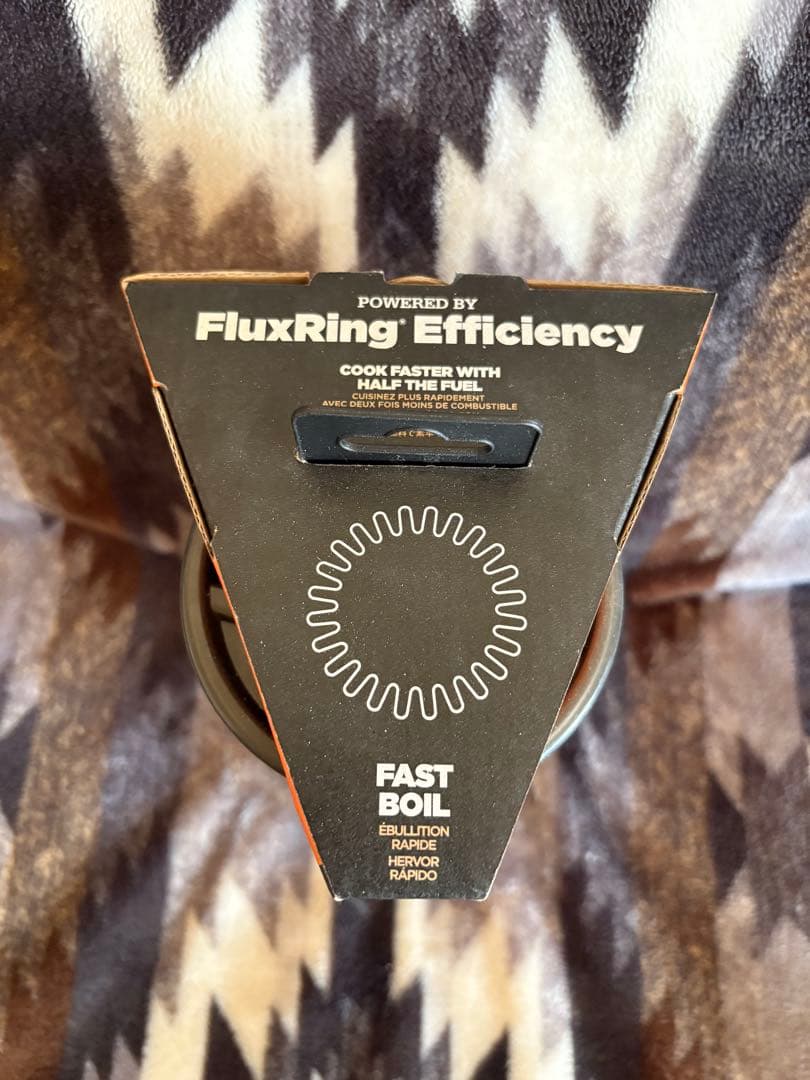 POWERED BY
FluxRing® Efficiency
COOK FASTER WITH
HALF THE FUEL
CUISINEZ PLUS RAPIDEMENT
AVEC DEUX FOIS MOINS DE COMBUSTIBLE
FAST
BOIL
ÉBULLITION
RAPIDE
HERVOR
RÁPIDO